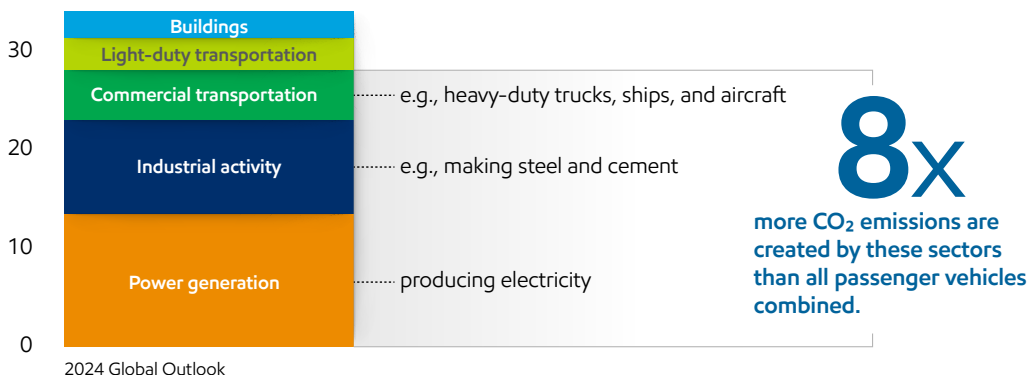 30
20
10
0
Buildings
Light-duty transportation
Commercial transportation
Industrial activity
Power generation
e.g., heavy-duty trucks, ships, and aircraft
e.g., making steel and cement
producing electricity
8x
more CO₂ emissions are
created by these sectors
than all passenger vehicles
combined.
2024 Global Outlook